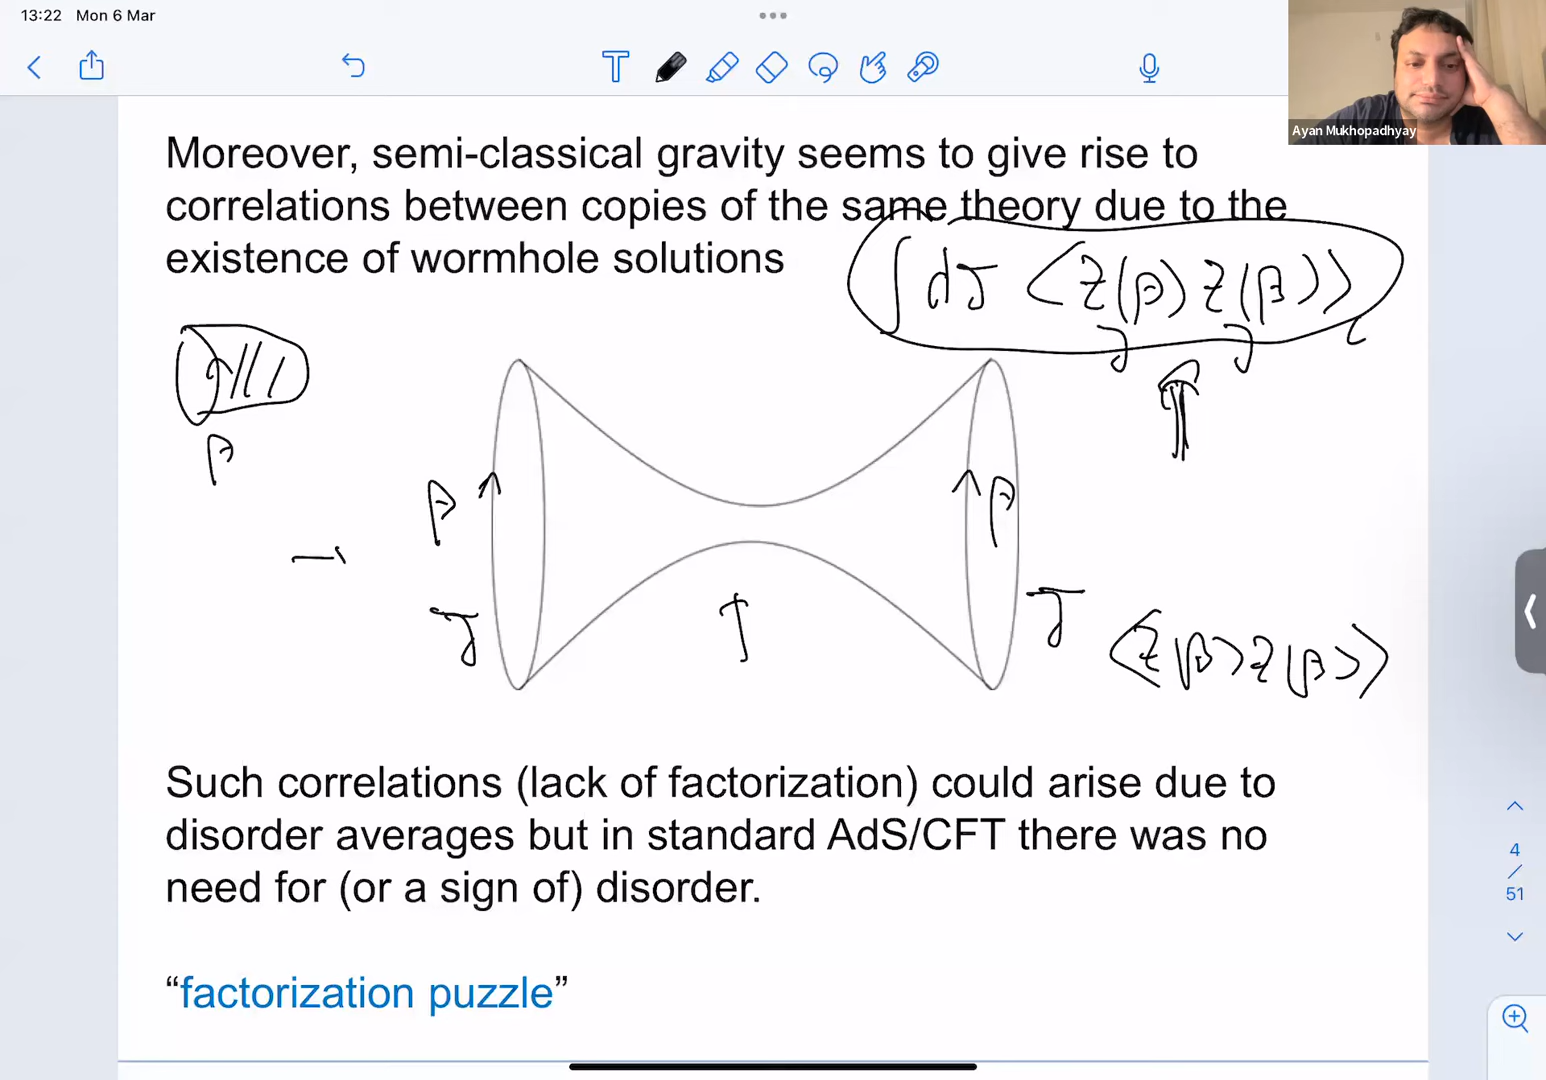 13:22 Mon 6 Mar
Ayan Mukhopadhyay
Moreover, semi-classical gravity seems to give rise to
correlations between copies of the same theory due to the
existence of wormhole solutions
∫ dJ ⟨Z(β) Z(β)⟩
J J
β
β β
J J
⟨Z(β) Z(β)⟩
Such correlations (lack of factorization) could arise due to
disorder averages but in standard AdS/CFT there was no
need for (or a sign of) disorder.
“factorization puzzle”
4
/
51